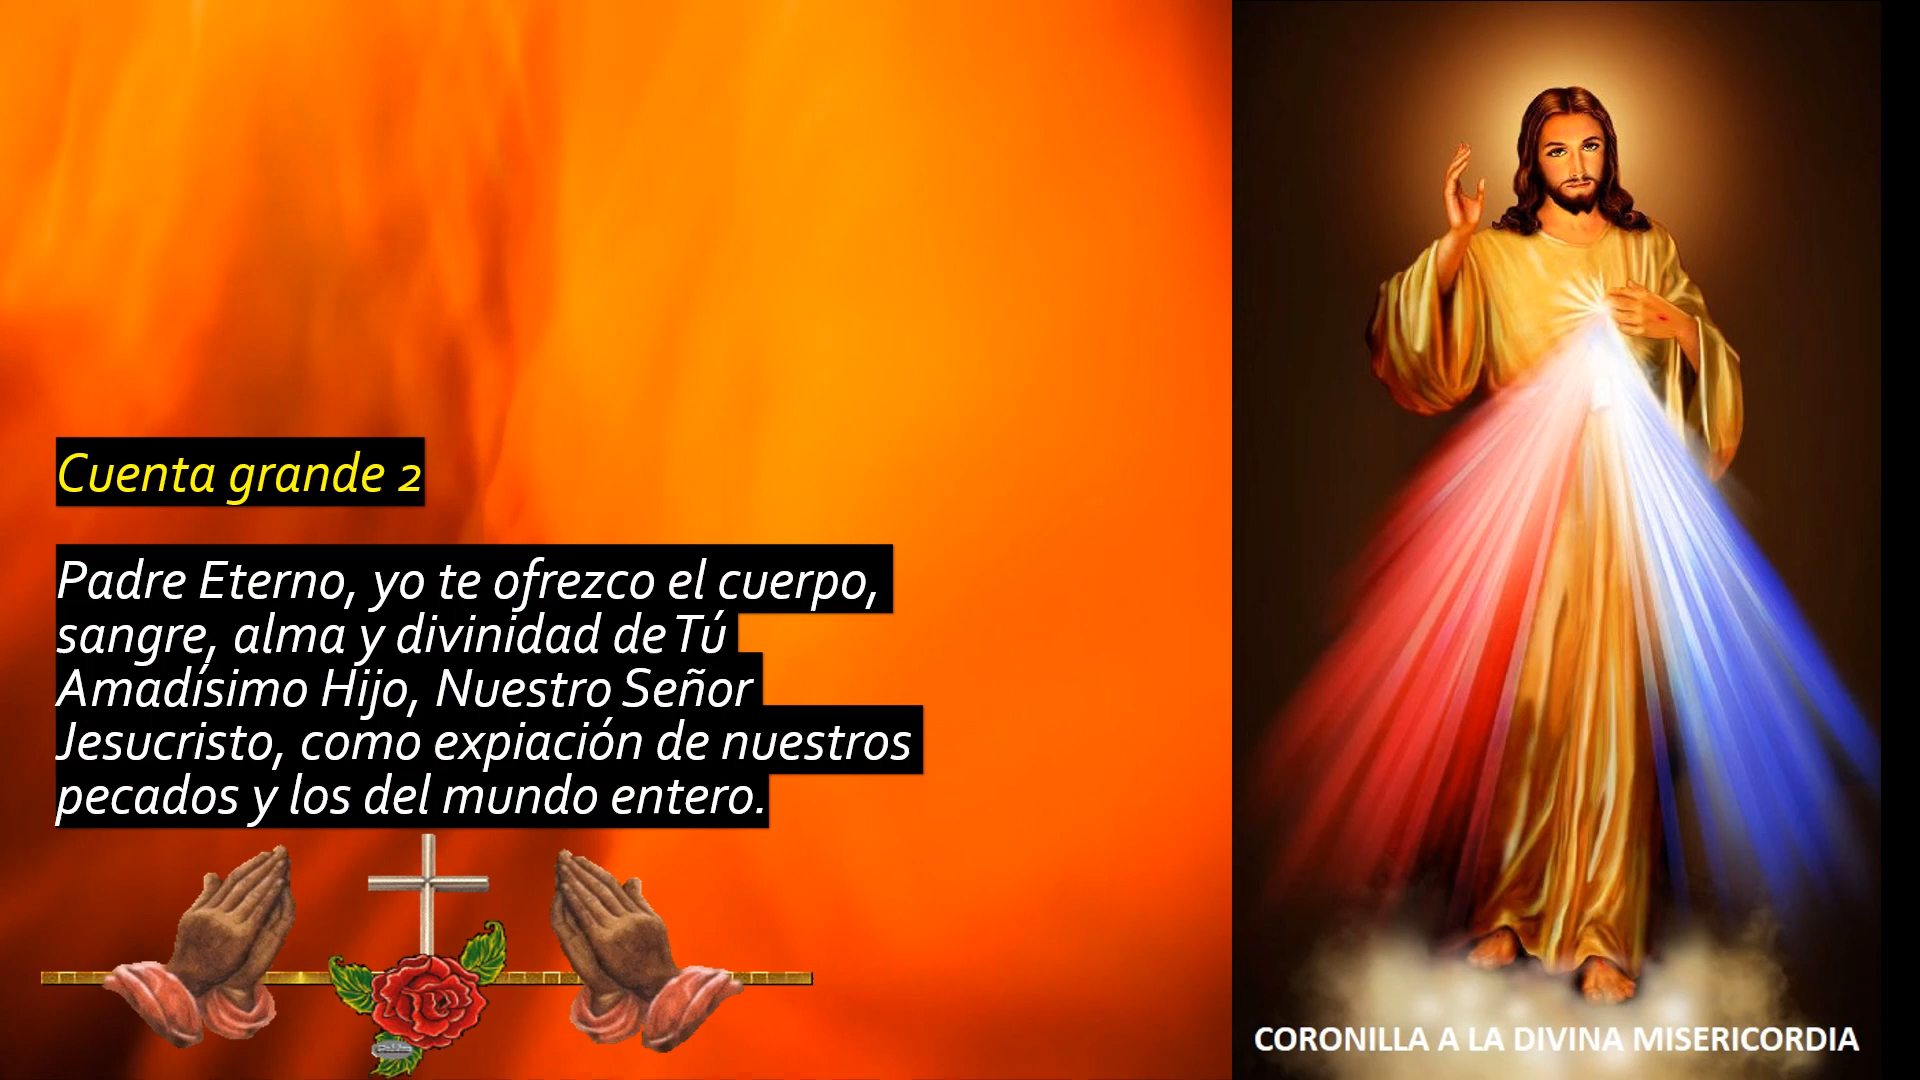 Cuenta grande 2
Padre Eterno, yo te ofrezco el cuerpo,
sangre, alma y divinidad de Tú
Amadísimo Hijo, Nuestro Señor
Jesucristo, como expiación de nuestros
pecados y los del mundo entero.
CORONILLA A LA DIVINA MISERICORDIA